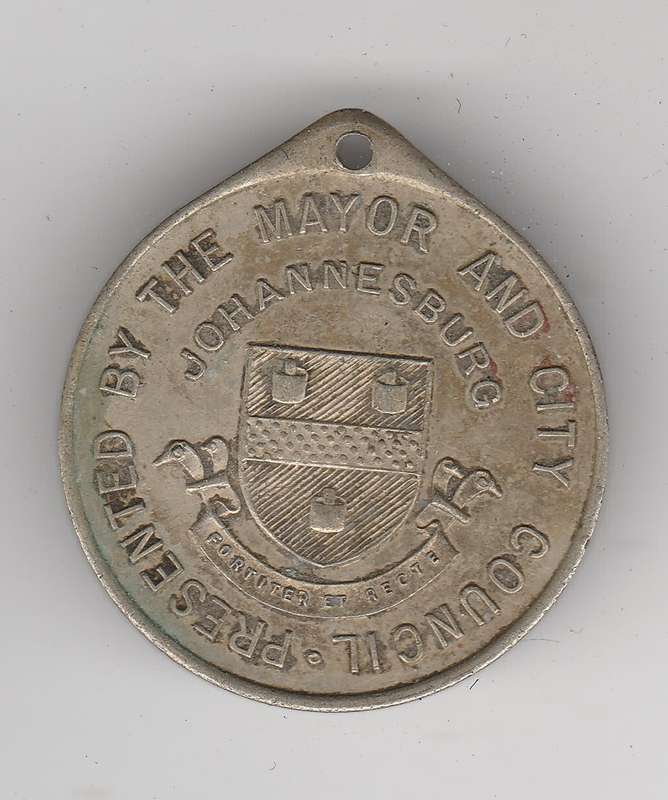 PRESENTED BY THE MAYOR AND CITY COUNCIL •
JOHANNESBURG
FORTITER ET RECTE